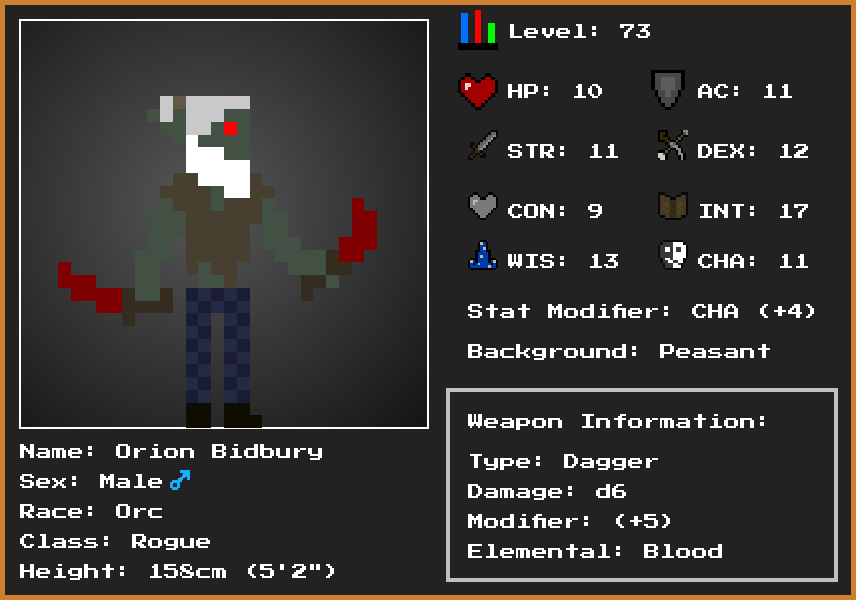 Level: 73
HP: 10 AC: 11
STR: 11 DEX: 12
CON: 9 INT: 17
WIS: 13 CHA: 11
Stat Modifier: CHA (+4)
Background: Peasant
Weapon Information:
Type: Dagger
Damage: d6
Modifier: (+5)
Elemental: Blood
Name: Orion Bidbury
Sex: Male♂
Race: Orc
Class: Rogue
Height: 158cm (5'2")